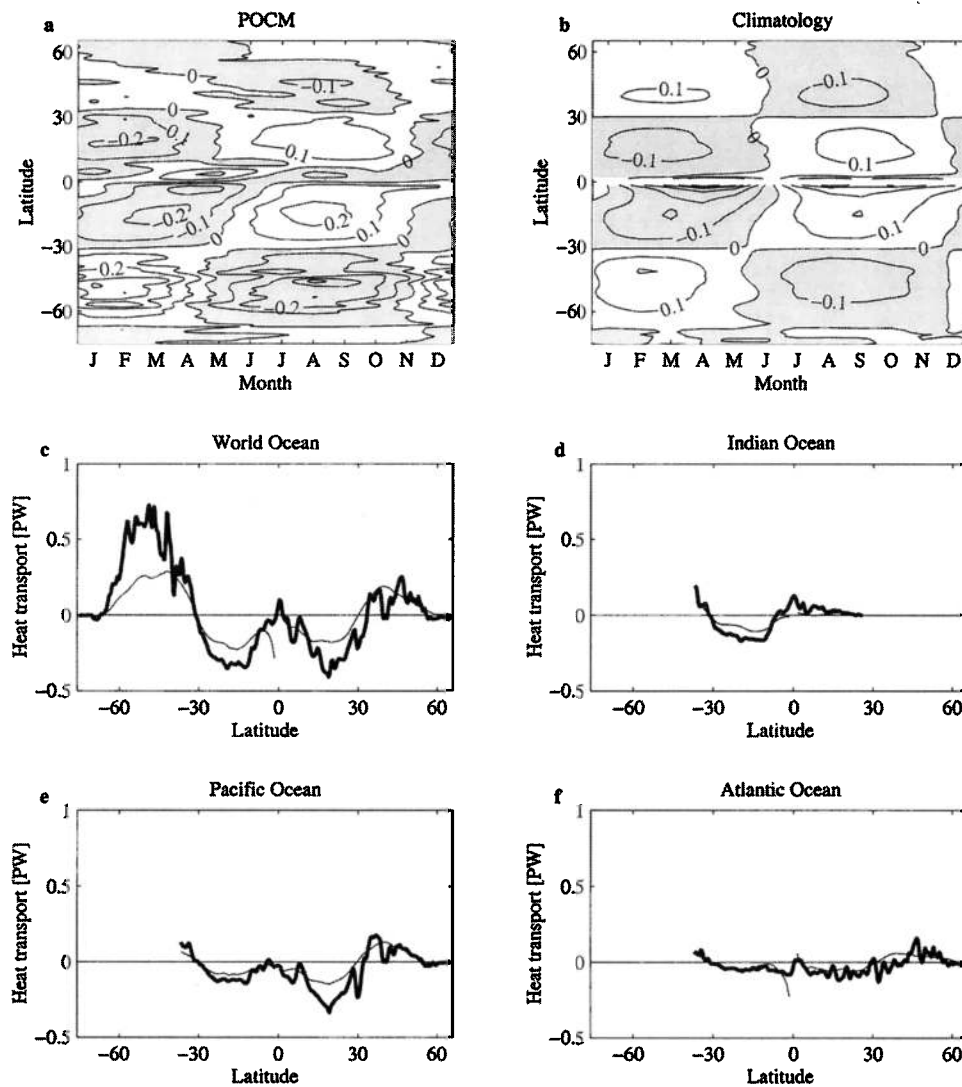 a POCM
60
30
0
−30
−60
Latitude
J F M A M J J A S O N D
Month
0
−0.1
0
0
−0.2
0.1
0.1
0
−0.2
−0.1
−0.2
0.1
0
0
−0.2
−0.2
b Climatology
60
30
0
−30
−60
Latitude
J F M A M J J A S O N D
Month
0
0
−0.1
0.1
0
−0.1
0.1
−0.1
0.1
0
0.1
−0.1
c World Ocean
Heat transport [PW]
1
0.5
0
−0.5
−60 −30 0 30 60
Latitude
d Indian Ocean
Heat transport [PW]
1
0.5
0
−0.5
−60 −30 0 30 60
Latitude
e Pacific Ocean
Heat transport [PW]
1
0.5
0
−0.5
−60 −30 0 30 60
Latitude
f Atlantic Ocean
Heat transport [PW]
1
0.5
0
−0.5
−60 −30 0 30 60
Latitude